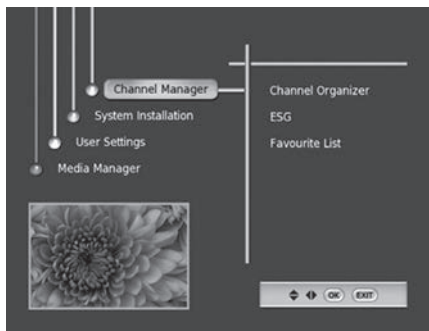 Channel Manager
System Installation
User Settings
Media Manager
Channel Organizer
ESG
Favourite List
OK EXIT